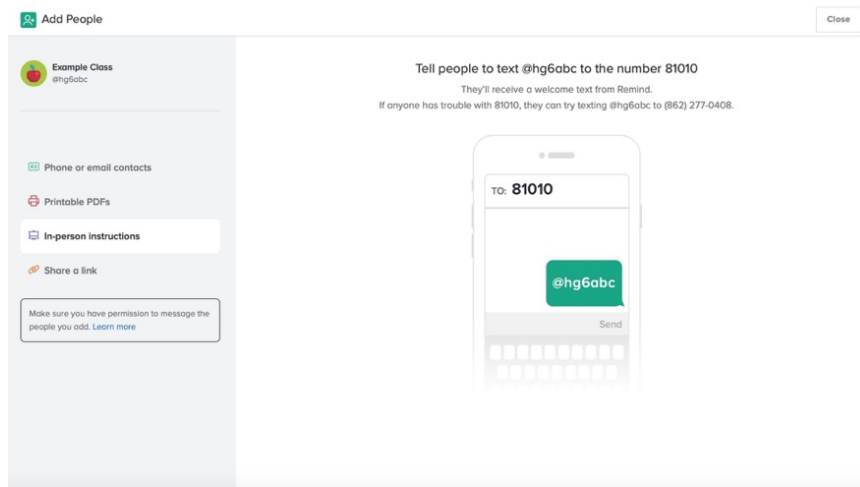 Add People
Close
Example Class
@hg6abc
Phone or email contacts
Printable PDFs
In-person instructions
Share a link
Make sure you have permission to message the
people you add. Learn more
Tell people to text @hg6abc to the number 81010
They'll receive a welcome text from Remind.
If anyone has trouble with 81010, they can try texting @hg6abc to (862) 277-0408.
TO: 81010
@hg6abc
Send